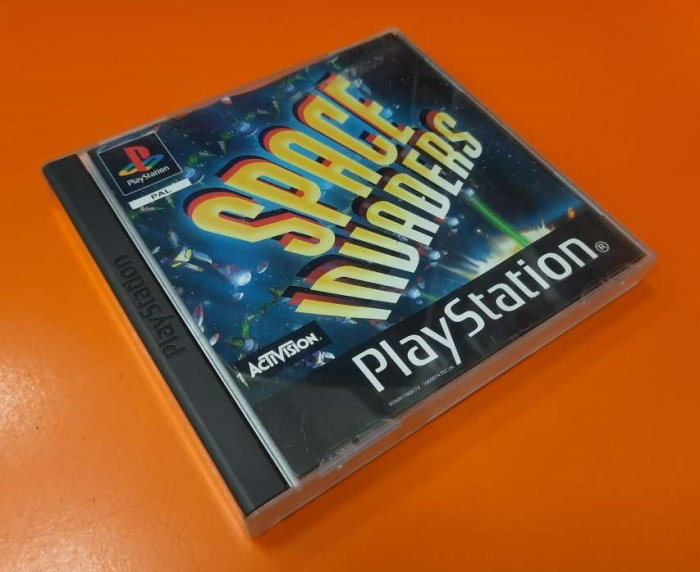 PlayStation
PAL
SPACE
INVADERS
ACTIVISION.
PlayStation®
PlayStation